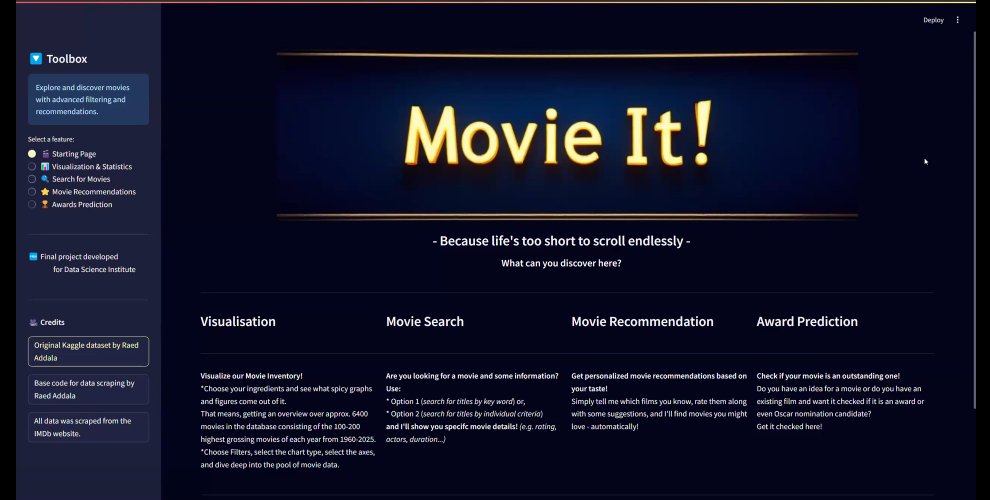 Deploy
Toolbox
Explore and discover movies
with advanced filtering and
recommendations.
Select a feature:
Starting Page
Visualization & Statistics
Search for Movies
Movie Recommendations
Awards Prediction
Final project developed
for Data Science Institute
Credits
Original Kaggle dataset by Raed
Addala
Base code for data scraping by
Raed Addala
All data was scraped from the
IMDb website.
Movie It!
- Because life's too short to scroll endlessly -
What can you discover here?
Visualisation
Visualize our Movie Inventory!
*Choose your ingredients and see what spicy graphs
and figures come out of it.
That means, getting an overview over approx. 6400
movies in the database consisting of the 100-200
highest grossing movies of each year from 1960-2025.
*Choose Filters, select the chart type, select the axes,
and dive deep into the pool of movie data.
Movie Search
Are you looking for a movie and some information?
Use:
* Option 1 (search for titles by key word) or,
* Option 2 (search for titles by individual criteria)
and I'll show you specifc movie details! (e.g. rating,
actors, duration...)
Movie Recommendation
Get personalized movie recommendations based on
your taste!
Simply tell me which films you know, rate them along
with some suggestions, and I'll find movies you might
love - automatically!
Award Prediction
Check if your movie is an outstanding one!
Do you have an idea for a movie or do you have an
existing film and want it checked if it is an award or
even Oscar nomination candidate?
Get it checked here!